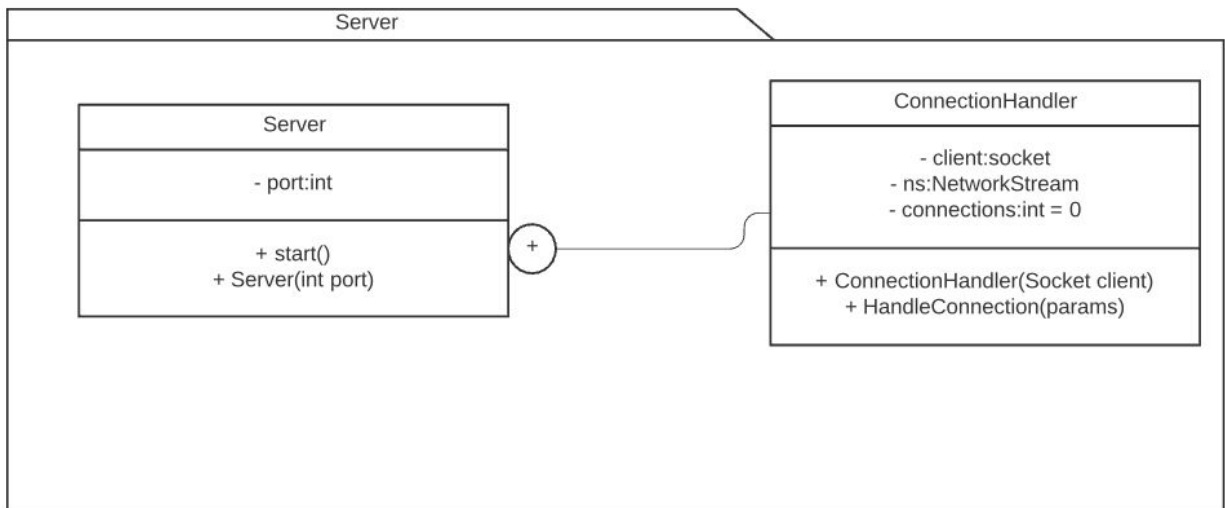 Server
Server
- port:int
+ start()
+ Server(int port)
+
ConnectionHandler
- client:socket
- ns:NetworkStream
- connections:int = 0
+ ConnectionHandler(Socket client)
+ HandleConnection(params)